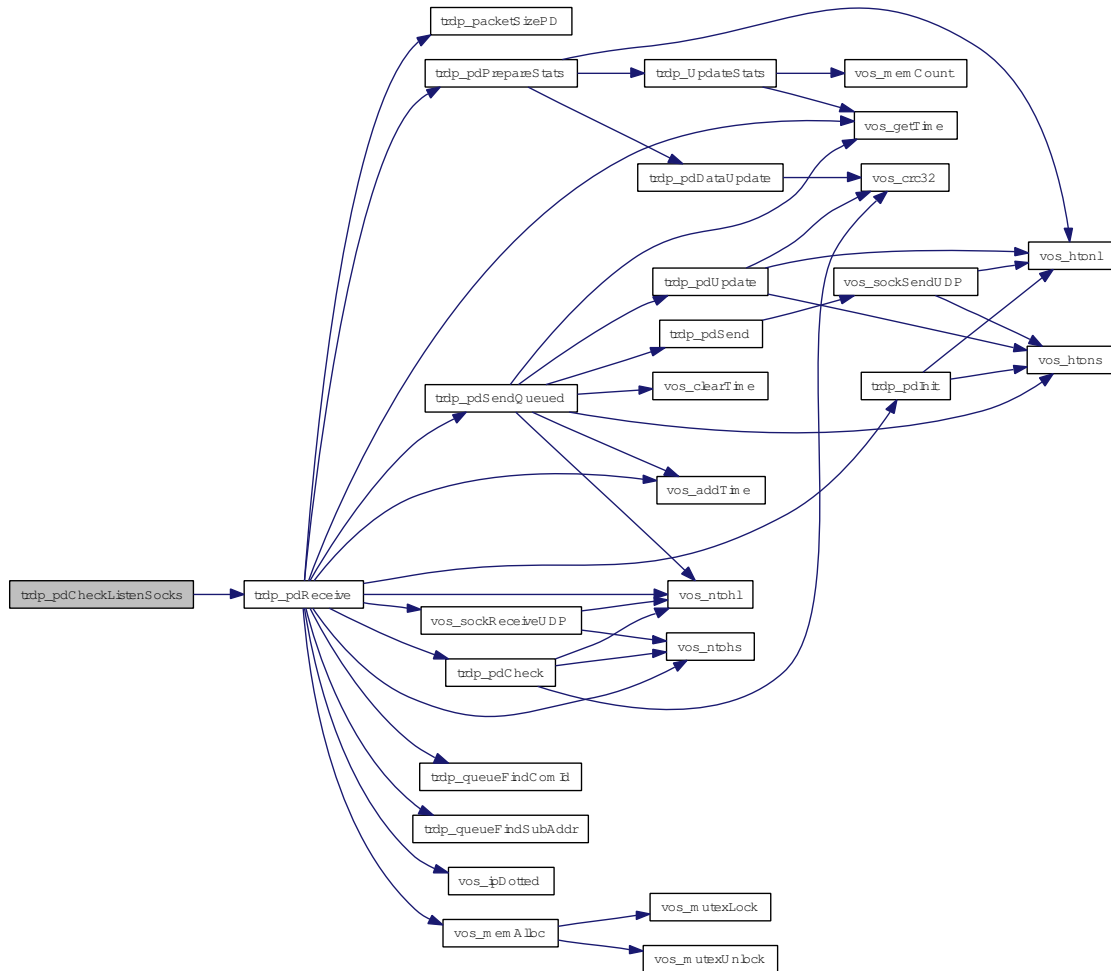 trdp_packetSizePD
trdp_pdPrepareStats
trdp_UpdateStats
vos_memCount
vos_getTime
trdp_pdDataUpdate
vos_crc32
vos_htonl
trdp_pdUpdate
vos_sockSendUDP
trdp_pdSend
vos_htons
trdp_pdSendQueued
vos_clearTime
trdp_pdInit
vos_addTime
trdp_pdCheckListenSocks
trdp_pdReceive
vos_ntohl
vos_sockReceiveUDP
vos_ntohs
trdp_pdCheck
trdp_queueFindComId
trdp_queueFindSubAddr
vos_ipDotted
vos_mutexLock
vos_memAlloc
vos_mutexUnlock